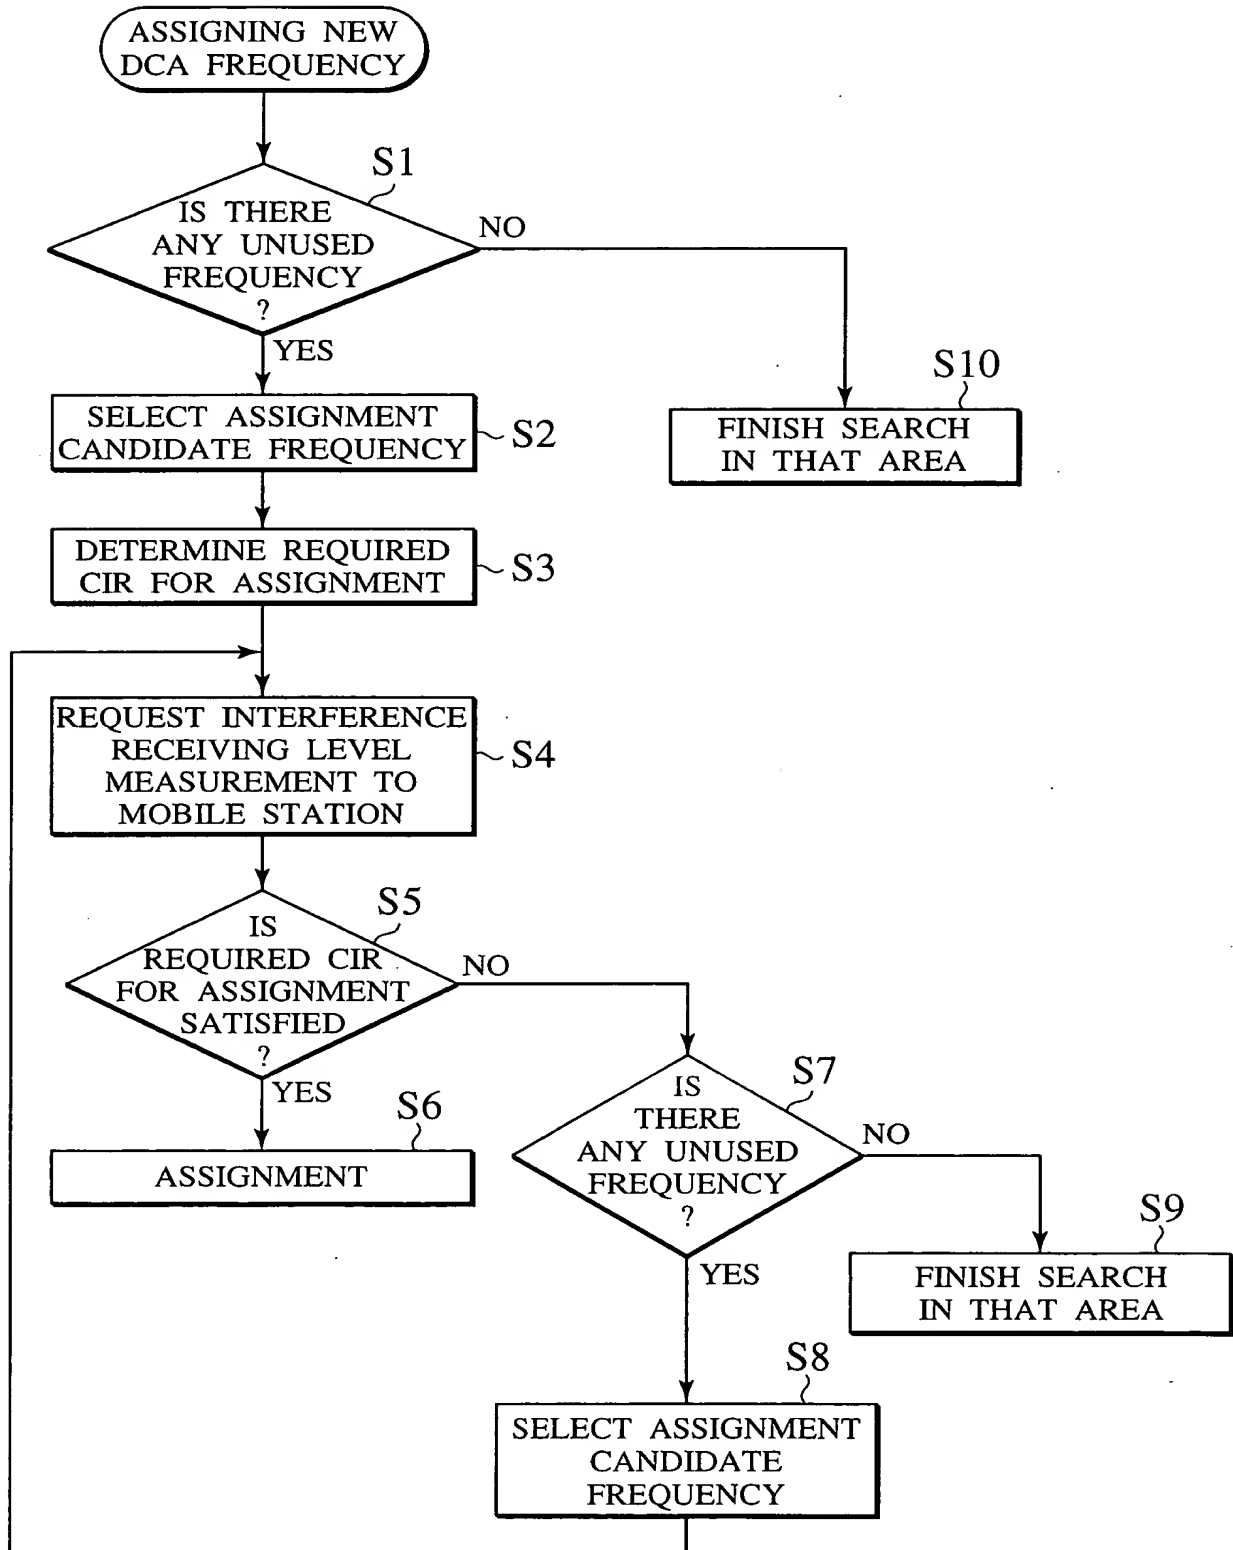 ASSIGNING NEW
DCA FREQUENCY
S1
IS THERE
ANY UNUSED
FREQUENCY
?
NO
YES
S10
SELECT ASSIGNMENT
CANDIDATE FREQUENCY
S2
FINISH SEARCH
IN THAT AREA
DETERMINE REQUIRED
CIR FOR ASSIGNMENT
S3
REQUEST INTERFERENCE
RECEIVING LEVEL
MEASUREMENT TO
MOBILE STATION
S4
S5
IS
REQUIRED CIR
FOR ASSIGNMENT
SATISFIED
?
NO
YES
S6
ASSIGNMENT
S7
IS
THERE
ANY UNUSED
FREQUENCY
?
NO
YES
S9
FINISH SEARCH
IN THAT AREA
S8
SELECT ASSIGNMENT
CANDIDATE
FREQUENCY